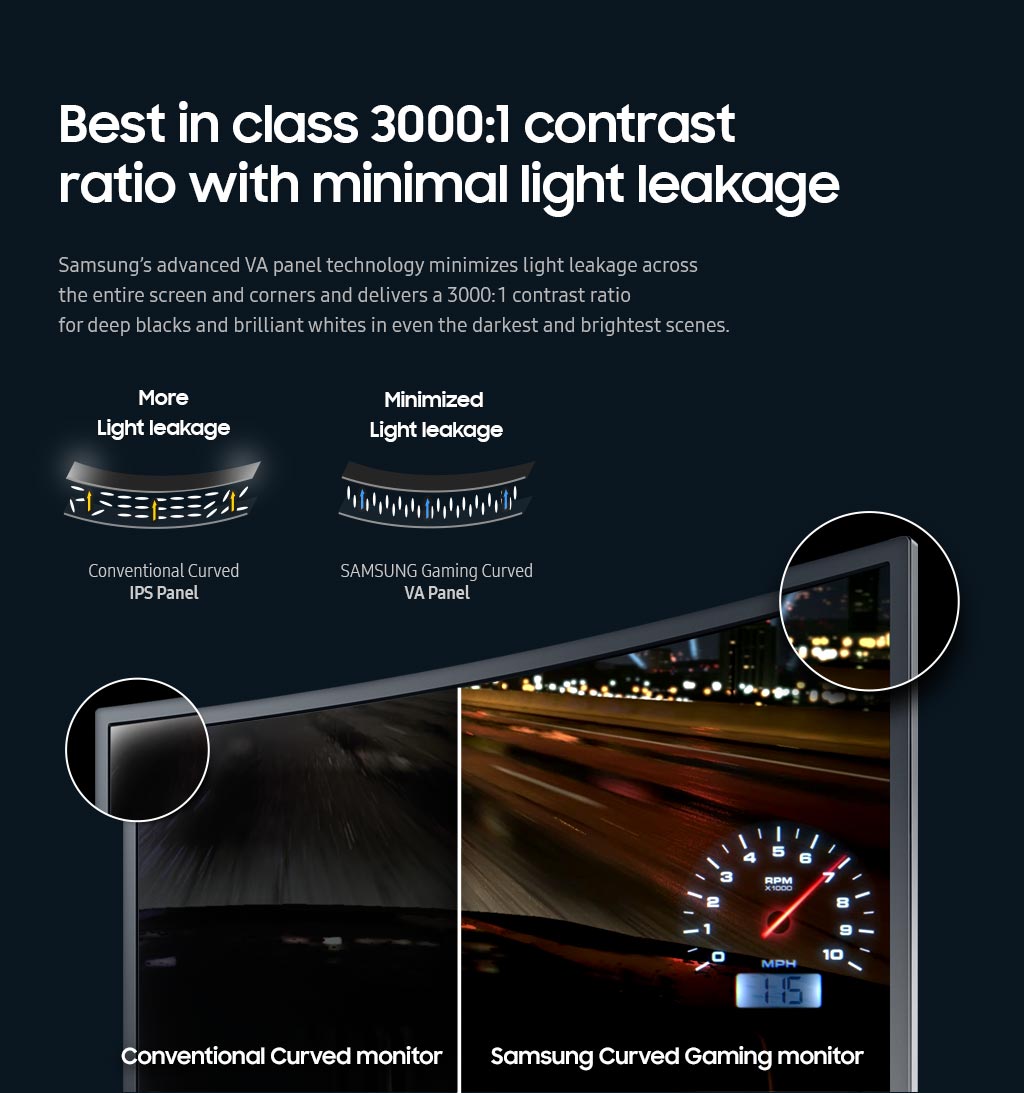 Best in class 3000:1 contrast
ratio with minimal light leakage
Samsung's advanced VA panel technology minimizes light leakage across
the entire screen and corners and delivers a 3000:1 contrast ratio
for deep blacks and brilliant whites in even the darkest and brightest scenes.
More
Light leakage
Minimized
Light leakage
Conventional Curved
IPS Panel
SAMSUNG Gaming Curved
VA Panel
0
1
2
3
4
5
6
7
8
9
10
RPM
X1000
MPH
115
Conventional Curved monitor
Samsung Curved Gaming monitor